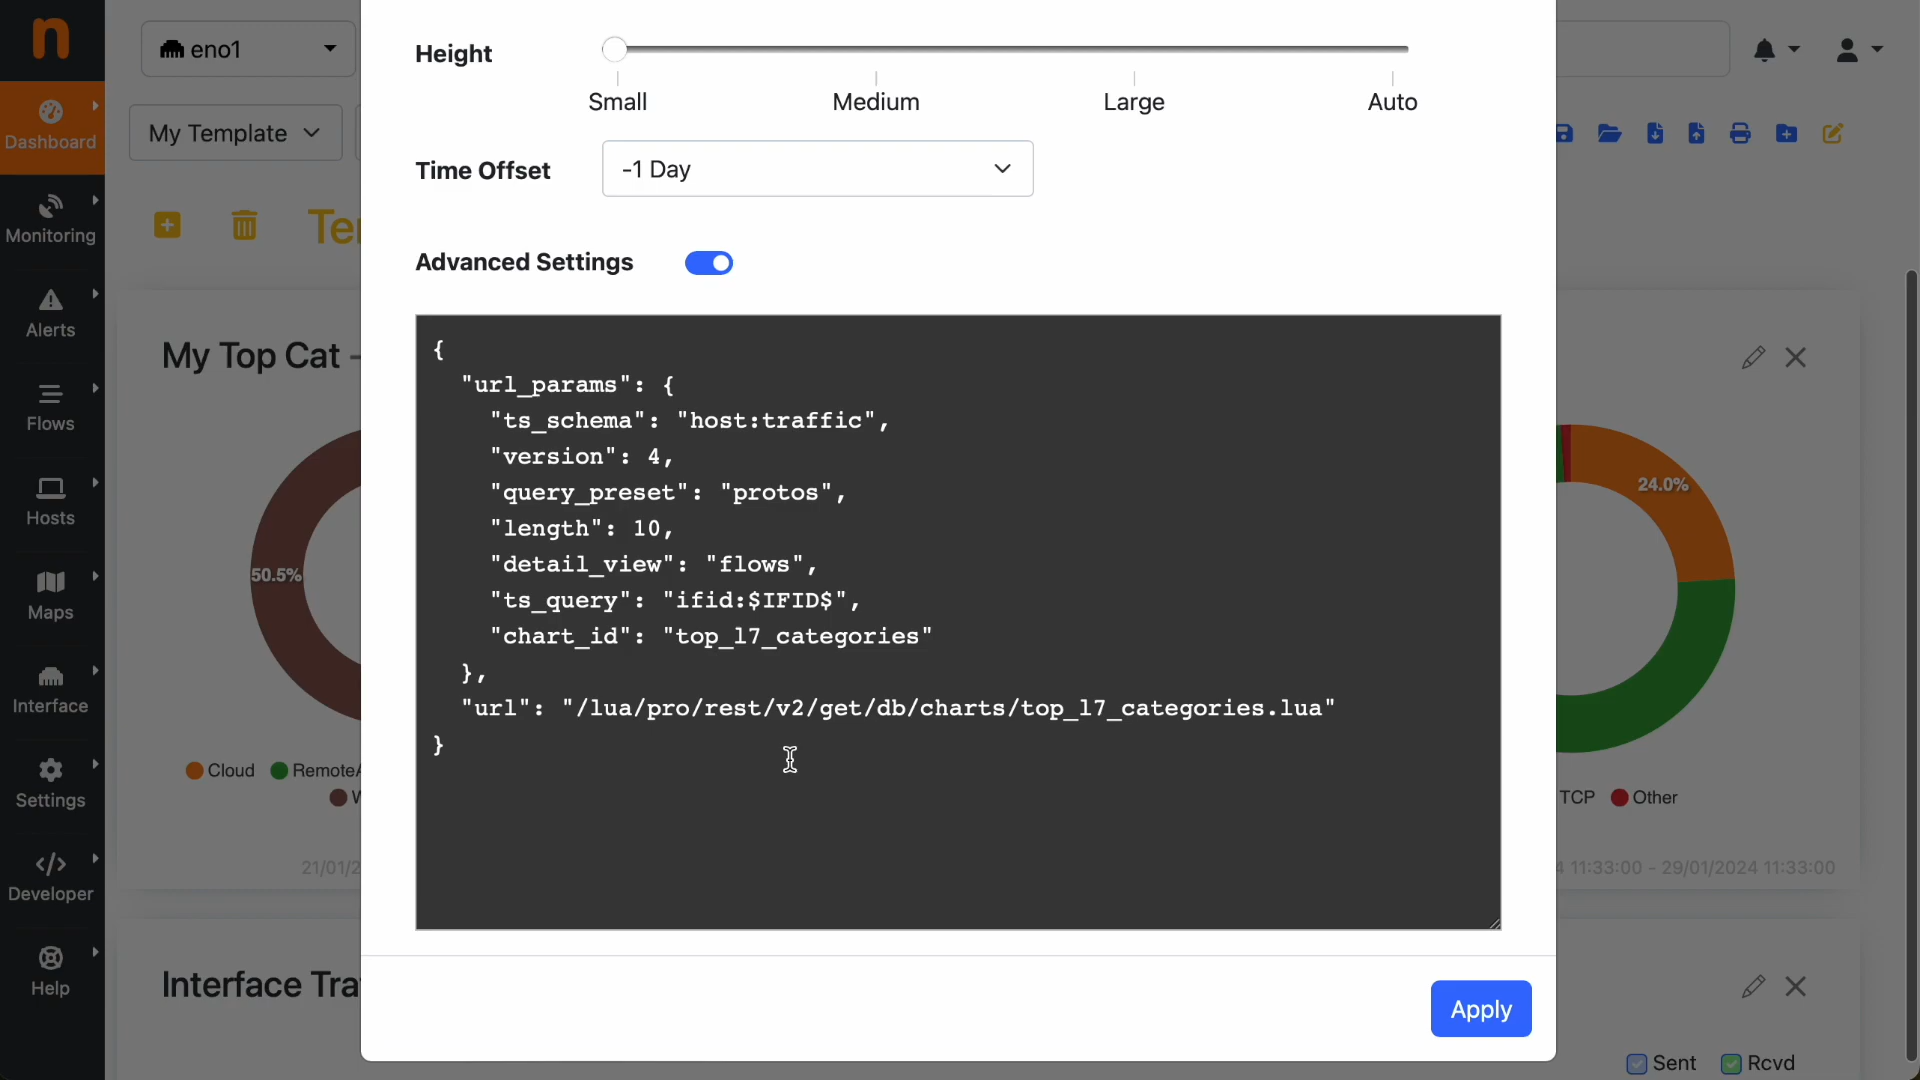 n
eno1
Dashboard
Monitoring
Alerts
Flows
Hosts
Maps
Interface
Settings
Developer
Help
My Template
My Top Cat -
50.5%
Cloud
21/01/2
Interface Tra
Height
Small Medium Large Auto
Time Offset -1 Day
Advanced Settings
{
"url_params": {
"ts_schema": "host:traffic",
"version": 4,
"query_preset": "protos",
"length": 10,
"detail_view": "flows",
"ts_query": "ifid:$IFID$",
"chart_id": "top_l7_categories"
},
"url": "/lua/pro/rest/v2/get/db/charts/top_l7_categories.lua"
}
Apply
24.0%
TCP Other
11:33:00 - 29/01/2024 11:33:00
Sent Rcvd